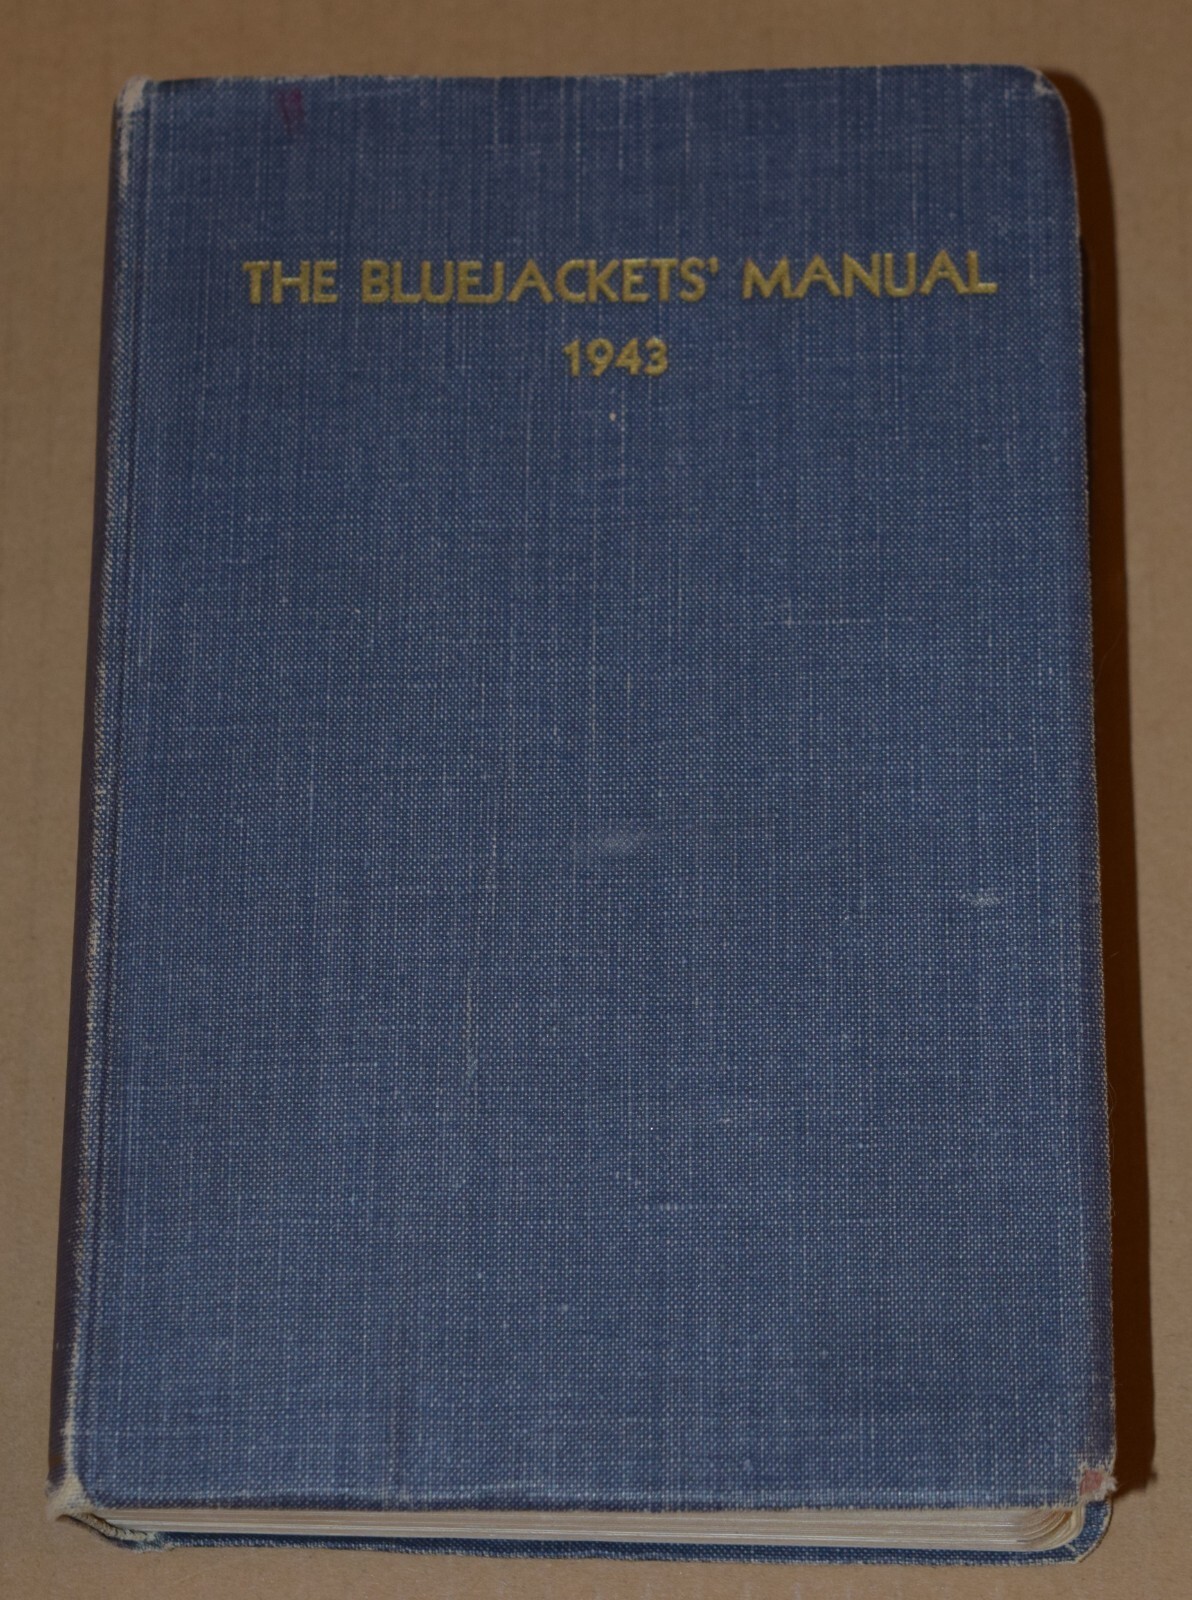 THE BLUEJACKETS' MANUAL
1943